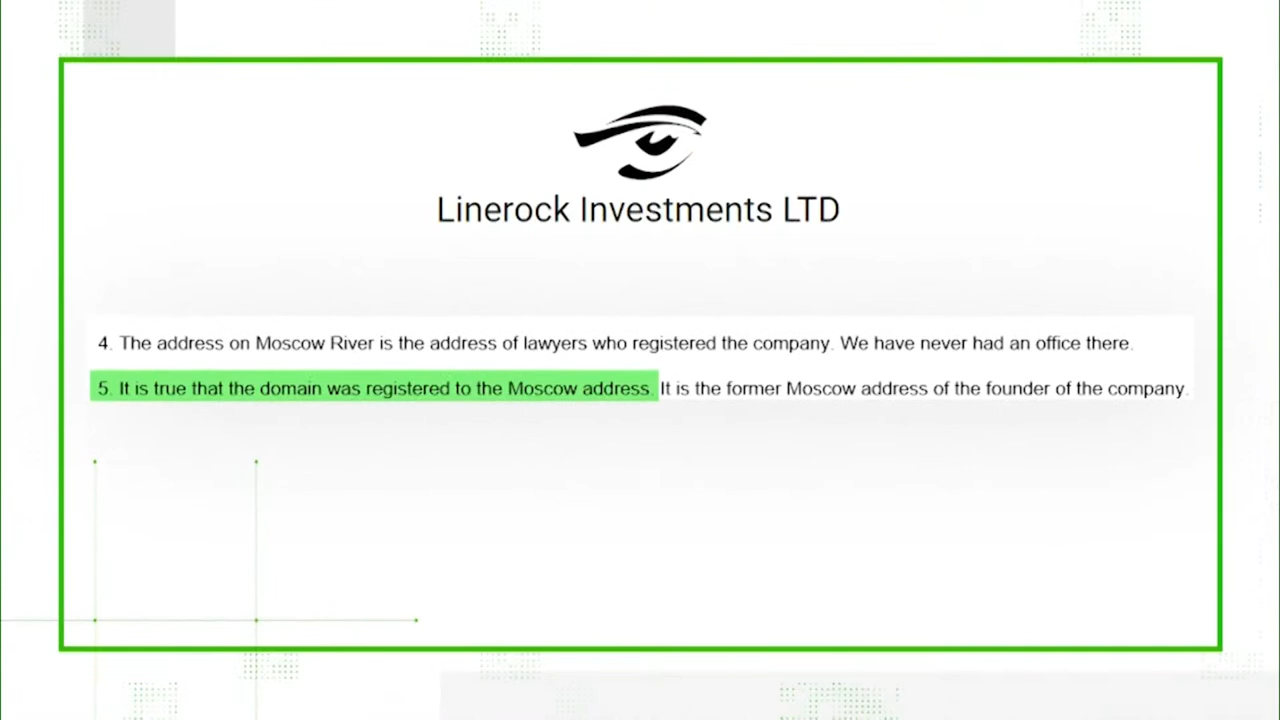 Linerock Investments LTD
4. The address on Moscow River is the address of lawyers who registered the company. We have never had an office there.
5. It is true that the domain was registered to the Moscow address. It is the former Moscow address of the founder of the company.